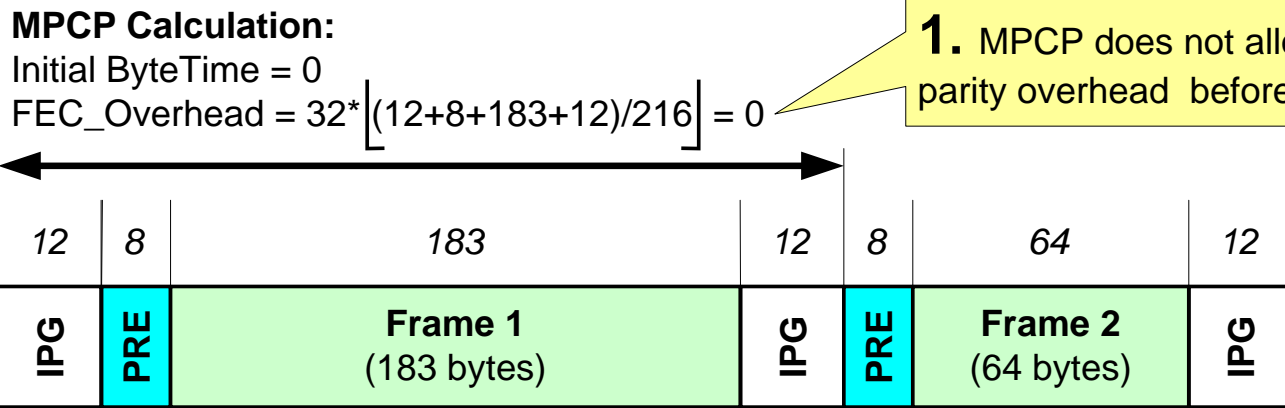 MPCP Calculation:
Initial ByteTime = 0
FEC_Overhead = 32*⌊(12+8+183+12)/216⌋ = 0
1. MPCP does not
parity overhead before
12 8 183 12 8 64 12
IPG PRE Frame 1 IPG PRE Frame 2 IPG
(183 bytes) (64 bytes)